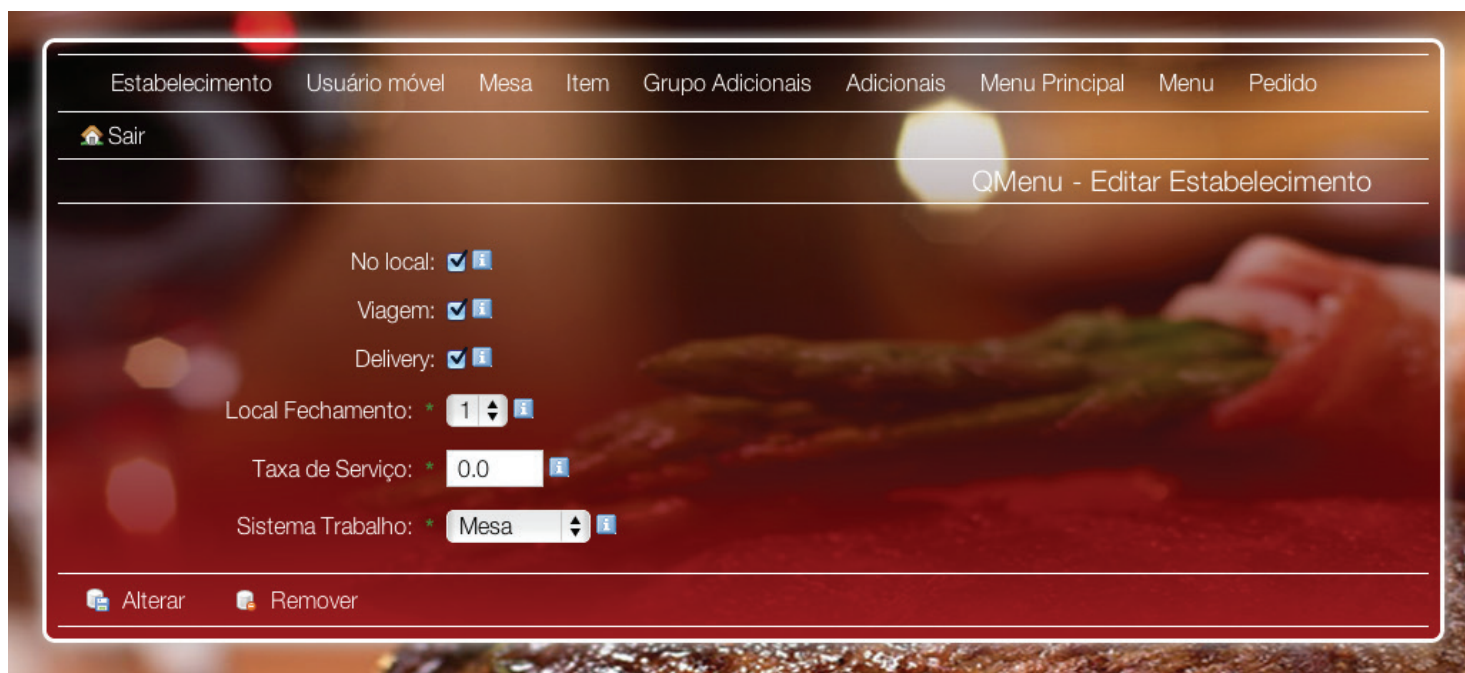 Estabelecimento Usuário móvel Mesa Item Grupo Adicionais Adicionais Menu Principal Menu Pedido
Sair
QMenu - Editar Estabelecimento
No local:
Viagem:
Delivery:
Local Fechamento: * 1
Taxa de Serviço: * 0.0
Sistema Trabalho: * Mesa
Alterar Remover